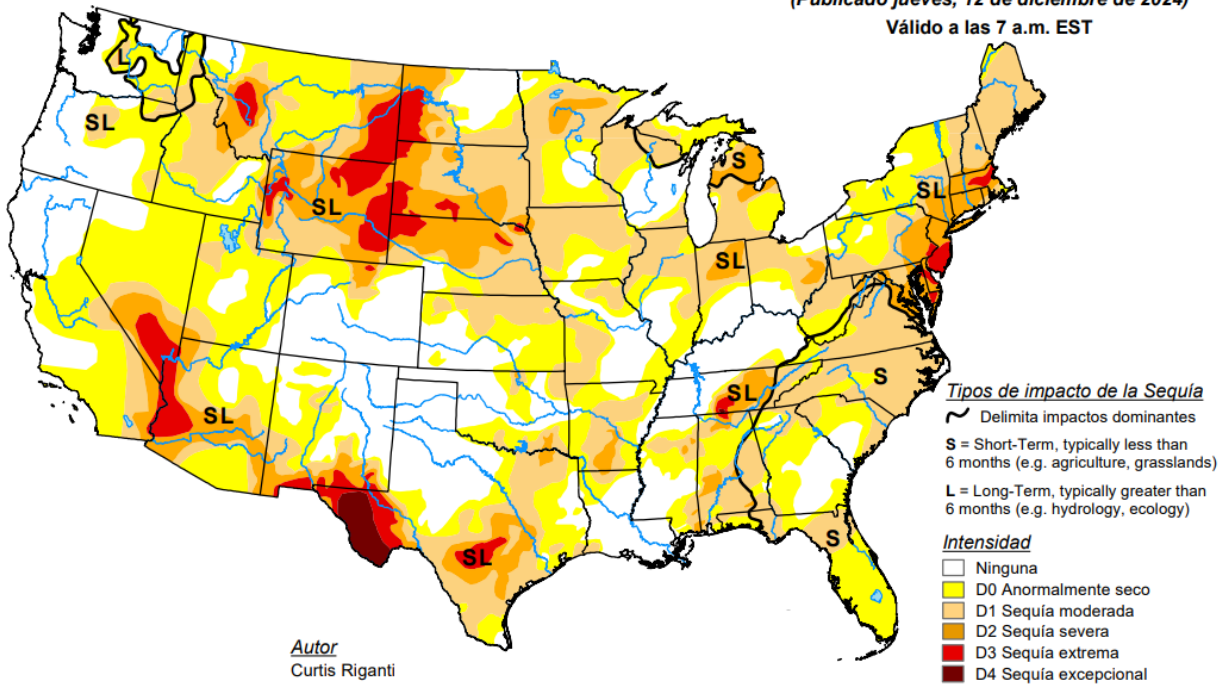 (Publicado jueves, 12 de diciembre de 2024)
Válido a las 7 a.m. EST
L
SL
S
SL
SL
SL
SL
S
SL
SL
S
Tipos de impacto de la Sequía
Delimita impactos dominantes
S = Short-Term, typically less than
6 months (e.g. agriculture, grasslands)
L = Long-Term, typically greater than
6 months (e.g. hydrology, ecology)
Intensidad
Ninguna
D0 Anormalmente seco
D1 Sequía moderada
D2 Sequía severa
D3 Sequía extrema
D4 Sequía excepcional
Autor
Curtis Riganti